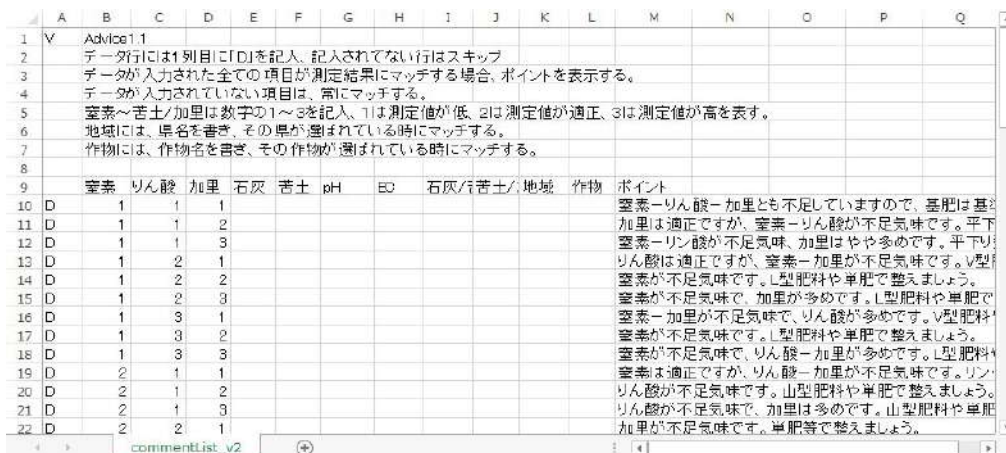 A B C D E F G H I J K L M N O P Q
1 V Advice1.1
2 データ行には1列目に「D」を記入、記入されてない行はスキップ
3 データが入力された全ての項目が測定結果にマッチする場合、ポイントを表示する。
4 データが入力されていない項目は、常にマッチする。
5 窒素～苦土/加里は数字の1～3を記入、1は測定値が低、2は測定値が適正、3は測定値が高を表す。
6 地域には、県名を書き、その県が選ばれている時にマッチする。
7 作物には、作物名を書き、その作物が選ばれている時にマッチする。
8
9 窒素 りん酸 加里 石灰 苦土 pH EC 石灰/ 苦土/ 地域 作物 ポイント
10 D 1 1 1 窒素－りん酸－加里とも不足していますので、基肥は基
11 D 1 1 2 加里は適正ですが、窒素－りん酸が不足気味です。平下
12 D 1 1 3 窒素－リン酸が不足気味、加里はやや多めです。平下り
13 D 1 2 1 りん酸は適正ですが、窒素－加里が不足気味です。V型
14 D 1 2 2 窒素が不足気味です。L型肥料や単肥で整えましょう。
15 D 1 2 3 窒素が不足気味で、加里が多めです。L型肥料や単肥で
16 D 1 3 1 窒素－加里が不足気味で、りん酸が多めです。V型肥料
17 D 1 3 2 窒素が不足気味です。L型肥料や単肥で整えましょう。
18 D 1 3 3 窒素が不足気味で、りん酸－加里が多めです。L型肥料
19 D 2 1 1 窒素は適正ですが、りん酸－加里が不足気味です。リン
20 D 2 1 2 りん酸が不足気味です。山型肥料や単肥で整えましょう。
21 D 2 1 3 りん酸が不足気味で、加里は多めです。山型肥料や単肥
22 D 2 2 1 加里が不足気味です。単肥等で整えましょう。
commentList_v2